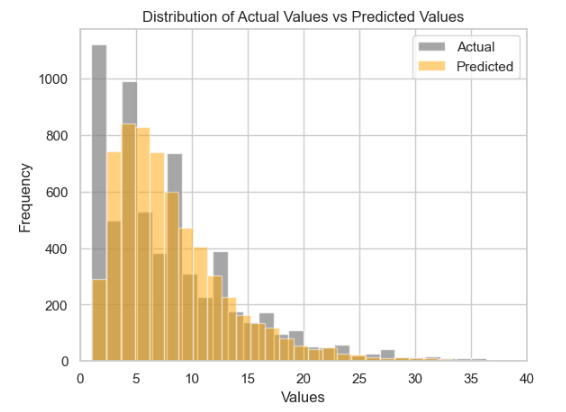 Distribution of Actual Values vs Predicted Values
Actual
Predicted
1000
800
600
400
200
0
Frequency
0 5 10 15 20 25 30 35 40
Values